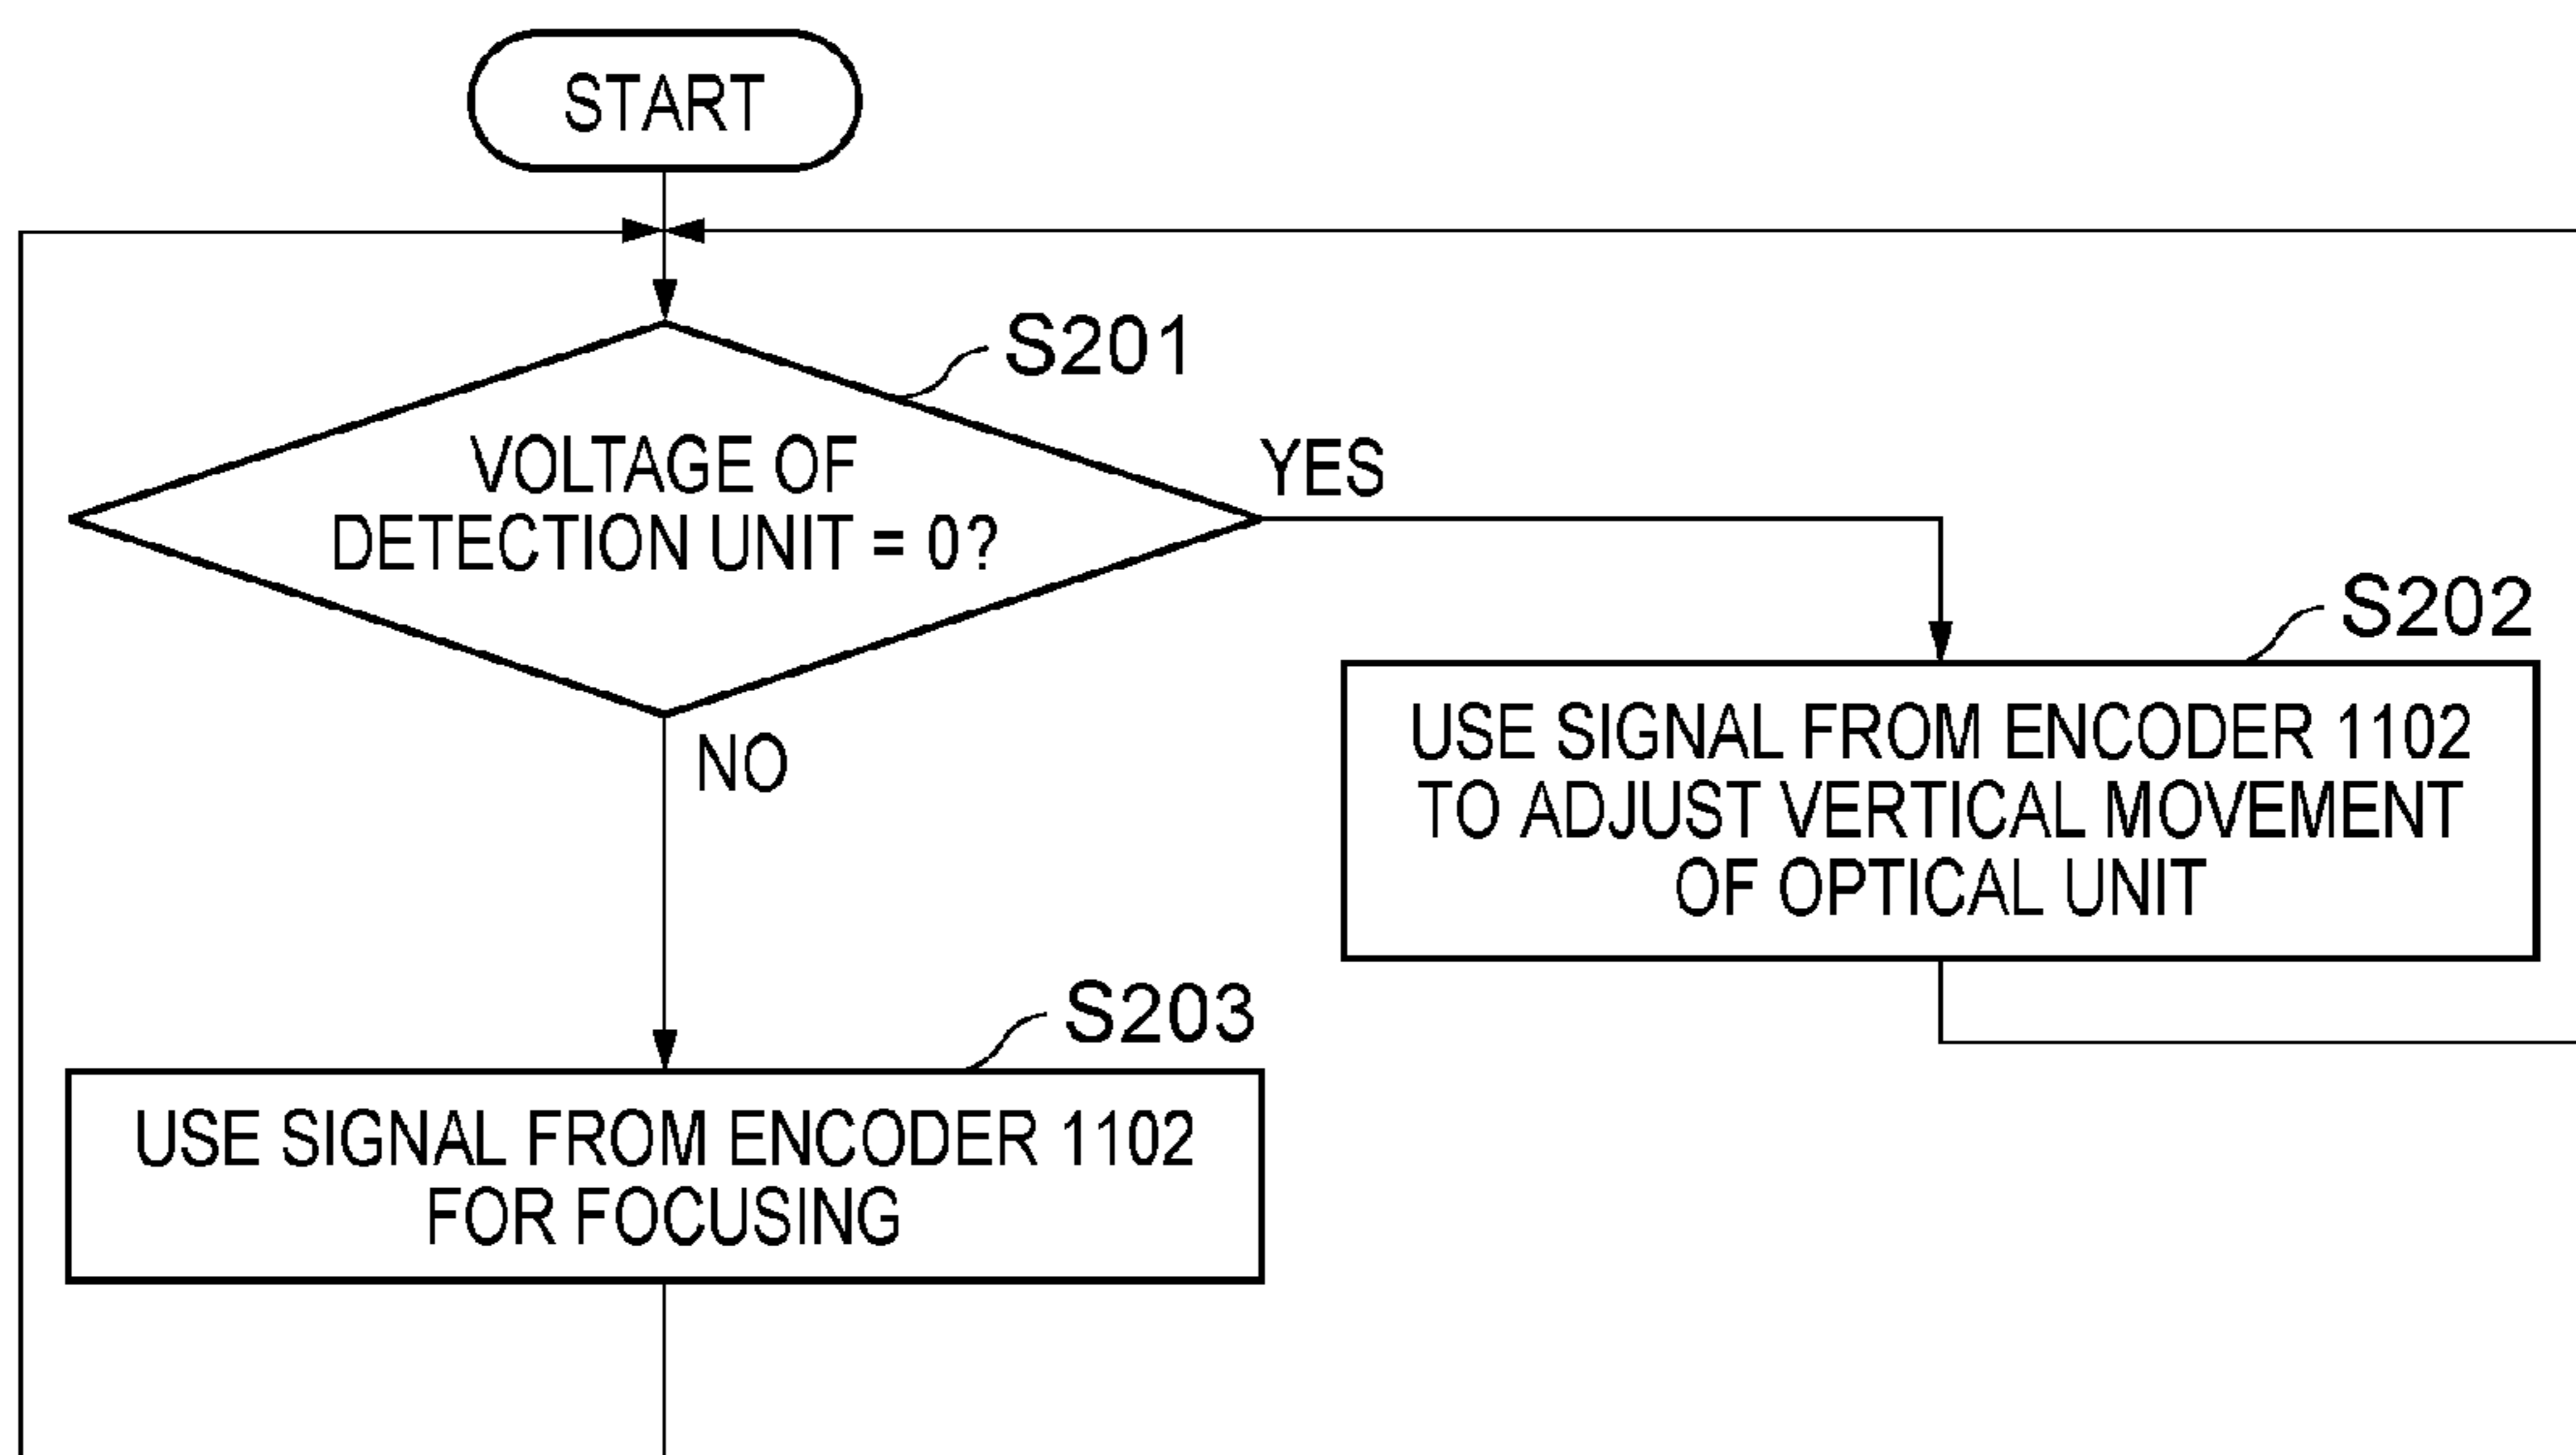 START
S201
VOLTAGE OF
DETECTION UNIT = 0?
YES
NO
S202
USE SIGNAL FROM ENCODER 1102
TO ADJUST VERTICAL MOVEMENT
OF OPTICAL UNIT
S203
USE SIGNAL FROM ENCODER 1102
FOR FOCUSING